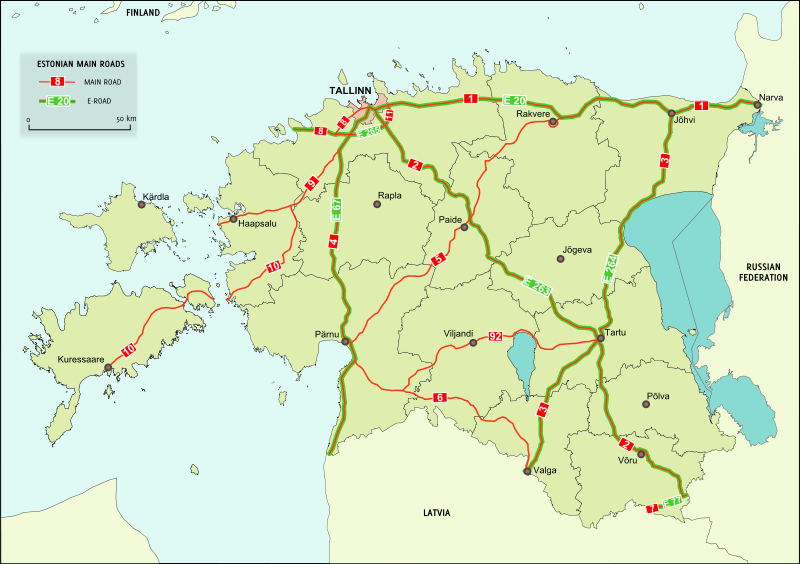 FINLAND
ESTONIAN MAIN ROADS
8 MAIN ROAD
E 20 E-ROAD
0 50 km
TALLINN
1
E 20
1
Narva
8
8
11
E 265
Rakvere
Jõhvi
2
3
9
Kärdla
Rapla
E 67
Haapsalu
Paide
4
5
Jõgeva
10
E 264
RUSSIAN
FEDERATION
E 263
Pärnu
Viljandi
92
Tartu
10
Kuressaare
6
3
Põlva
2
Võru
Valga
7
E 77
LATVIA